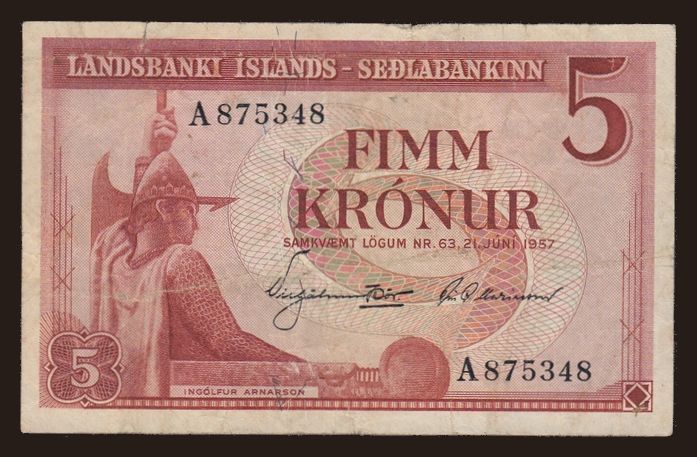 LANDSBANKI ÍSLANDS - SEÐLABANKINN
5
A 875348
FIMM
KRÓNUR
SAMKVÆMT LÖGUM NR. 63, 21. JÚNÍ 1957
A 875348
5
INGÓLFUR ARNARSON